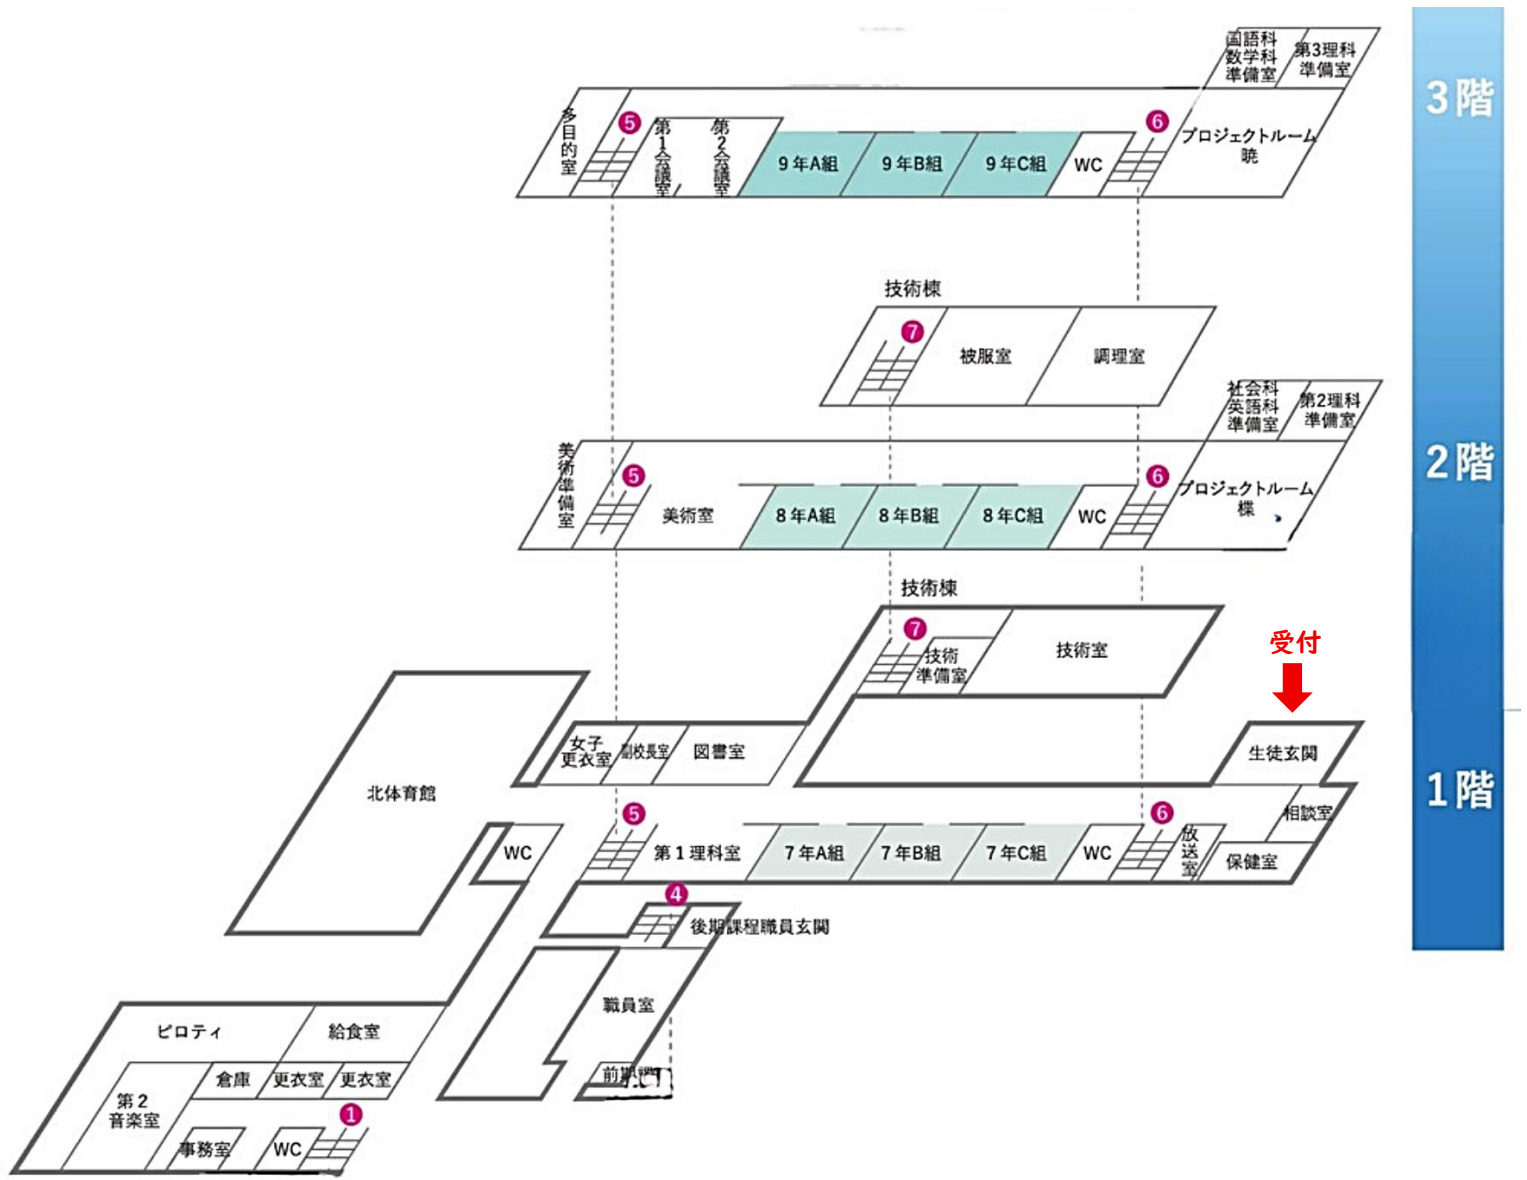 国語科
数学科
準備室
第3理科
準備室
3階
多目的室
5
第1会議室
第2会議室
9年A組
9年B組
9年C組
WC
6
プロジェクトルーム
暁
技術棟
7
被服室
調理室
社会科
英語科
準備室
第2理科
準備室
2階
美術準備室
5
美術室
8年A組
8年B組
8年C組
WC
6
プロジェクトルーム
楪
技術棟
7
技術
準備室
技術室
受付
生徒玄関
女子
更衣室
副校長室
図書室
北体育館
1階
相談室
WC
5
第1理科室
7年A組
7年B組
7年C組
WC
6
放送室
保健室
4
後期課程職員玄関
職員室
前期課
ピロティ
給食室
倉庫
更衣室
更衣室
第2
音楽室
1
事務室
WC